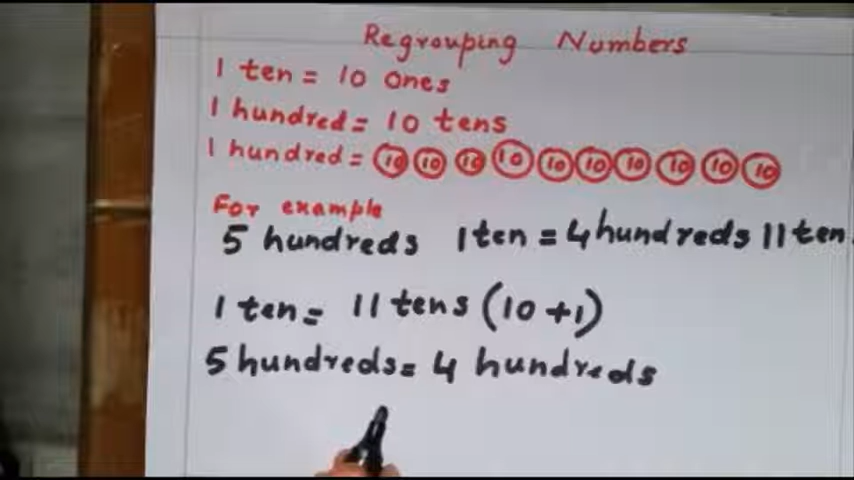 Regrouping Numbers
1 ten = 10 Ones
1 hundred = 10 tens
1 hundred = 10 10 10 10 10 10 10 10 10 10
For example
5 hundreds 1 ten = 4 hundreds 11 ten
1 ten = 11 tens (10 + 1)
5 hundreds = 4 hundreds